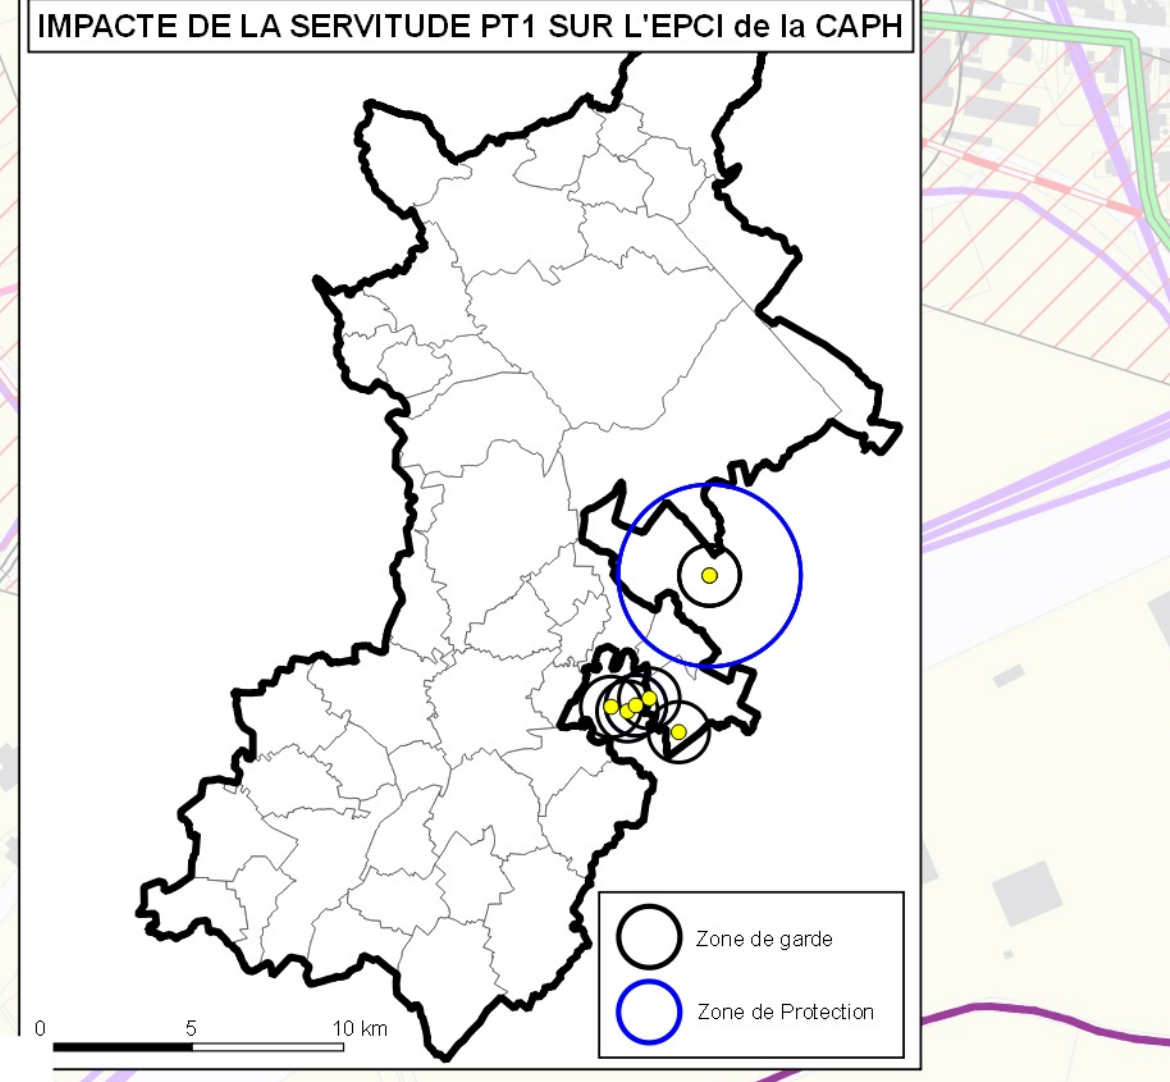 IMPACTE DE LA SERVITUDE PT1 SUR L'EPCI de la CAPH
Zone de garde
Zone de Protection
0 5 10 km